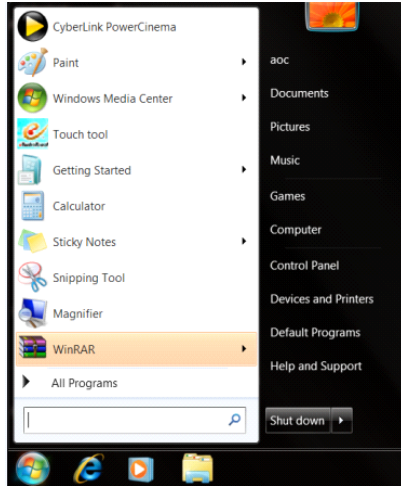 CyberLink PowerCinema
Paint
Windows Media Center
Touch tool
Getting Started
Calculator
Sticky Notes
Snipping Tool
Magnifier
WinRAR
All Programs
aoc
Documents
Pictures
Music
Games
Computer
Control Panel
Devices and Printers
Default Programs
Help and Support
Shut down